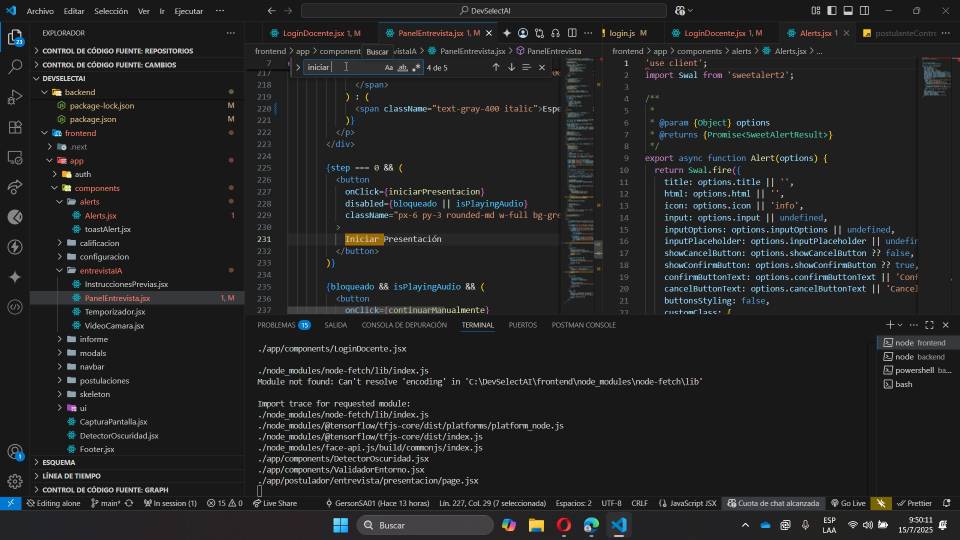 Archivo Editar Selección Ver Ir Ejecutar ... DevSelectAI
EXPLORADOR
CONTROL DE CÓDIGO FUENTE: REPOSITORIOS
CONTROL DE CÓDIGO FUENTE: CAMBIOS
DEVSELECTAI
backend
package-lock.json M
package.json M
frontend
.next
app
auth
components
alerts
Alerts.jsx 1
toastAlert.jsx
calificacion
configuracion
entrevistaIA
InstruccionesPrevias.jsx
PanelEntrevista.jsx 1, M
Temporizador.jsx
VideoCamara.jsx
informe
modals
navbar
postulaciones
skeleton
ui
CapturaPantalla.jsx
DetectorOscuridad.jsx
Footer.jsx
ESQUEMA
LÍNEA DE TIEMPO
CONTROL DE CÓDIGO FUENTE: GRAPH
LoginDocente.jsx 1, M PanelEntrevista.jsx 1, M
Buscar
frontend > app > component
PanelEntrevista.jsx > PanelEntrevista
iniciar Aa ab 4 de 5
217
218 </span>
219 ) : (
220 <span className="text-gray-400 italic">Espe
221 )}
222 </p>
223 </div>
224
225 {step === 0 && (
226 <button
227 onClick={iniciarPresentacion}
228 disabled={bloqueado || isPlayingAudio}
229 className="px-6 py-3 rounded-md w-full bg-gre
230 >
231 Iniciar Presentación
232 </button>
233 )}
234
235 {bloqueado && isPlayingAudio && (
236 <button
237 onClick={continuarManualmente}
login.js LoginDocente.jsx 1, M Alerts.jsx 1 postulanteContr
frontend > app > components > alerts > Alerts.jsx > ...
1 'use client';
2 import Swal from 'sweetalert2';
3
4 /**
5 *
6 * @param {Object} options
7 * @returns {Promise<SweetAlertResult>}
8 */
9 export async function Alert(options) {
10 return Swal.fire({
11 title: options.title || '',
12 html: options.html || '',
13 icon: options.icon || 'info',
14 input: options.input || undefined,
15 inputOptions: options.inputOptions || undefined,
16 inputPlaceholder: options.inputPlaceholder || undefin
17 showCancelButton: options.showCancelButton ?? false,
18 showConfirmButton: options.showConfirmButton ?? true,
19 confirmButtonText: options.confirmButtonText || 'Conf
20 cancelButtonText: options.cancelButtonText || 'Cancel
21 buttonsStyling: false,
22 customClass: {
PROBLEMAS 15 SALIDA CONSOLA DE DEPURACIÓN TERMINAL PUERTOS POSTMAN CONSOLE
./app/components/LoginDocente.jsx
./node_modules/node-fetch/lib/index.js
Module not found: Can't resolve 'encoding' in 'C:\DevSelectAI\frontend\node_modules\node-fetch\lib'
Import trace for requested module:
./node_modules/node-fetch/lib/index.js
./node_modules/@tensorflow/tfjs-core/dist/platforms/platform_node.js
./node_modules/@tensorflow/tfjs-core/dist/index.js
./node_modules/face-api.js/build/commonjs/index.js
./app/components/DetectorOscuridad.jsx
./app/components/ValidadorEntorno.jsx
./app/postulador/entrevista/presentacion/page.jsx
node frontend
node backend
powershell ba...
bash
Editing alone main* In session (1) 15 0 Live Share GersonSA01 (Hace 13 horas) Lín. 227, Col. 29 (7 seleccionada) Espacios: 2 UTF-8 CRLF JavaScript JSX Cuota de chat alcanzada Go Live Prettier
Buscar
ESP
LAA
9:50:11
15/7/2025